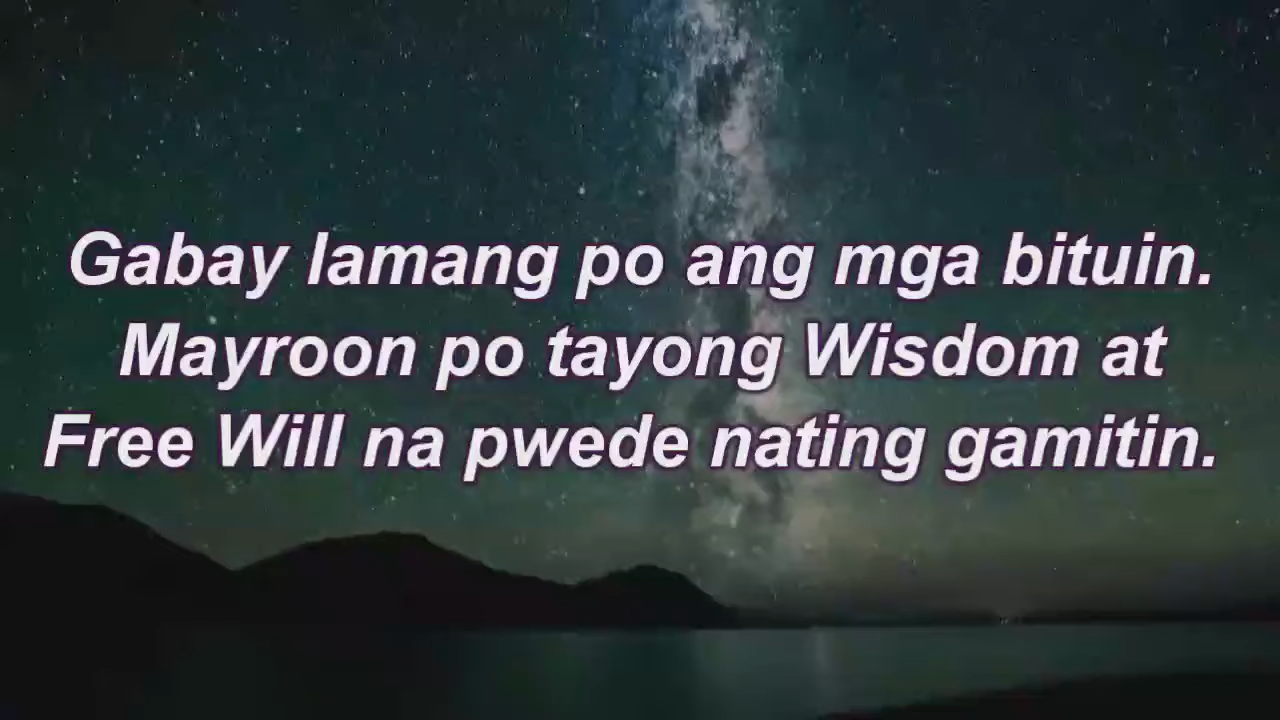 Gabay lamang po ang mga bituin.
Mayroon po tayong Wisdom at
Free Will na pwede nating gamitin.